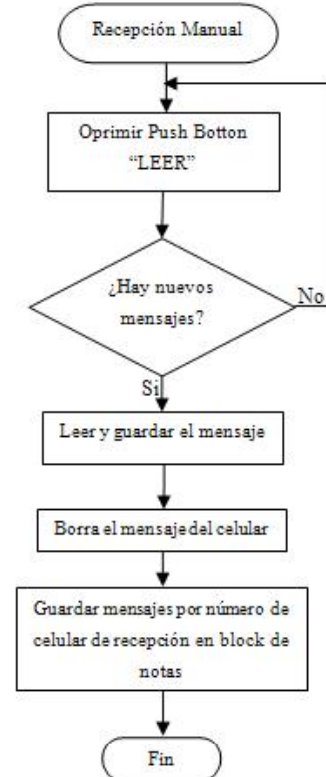 Recepción Manual
Oprimir Push Botton
“LEER”
¿Hay nuevos
mensajes?
No
Si
Leer y guardar el mensaje
Borra el mensaje del celular
Guardar mensajes por número de
celular de recepción en block de
notas
Fin